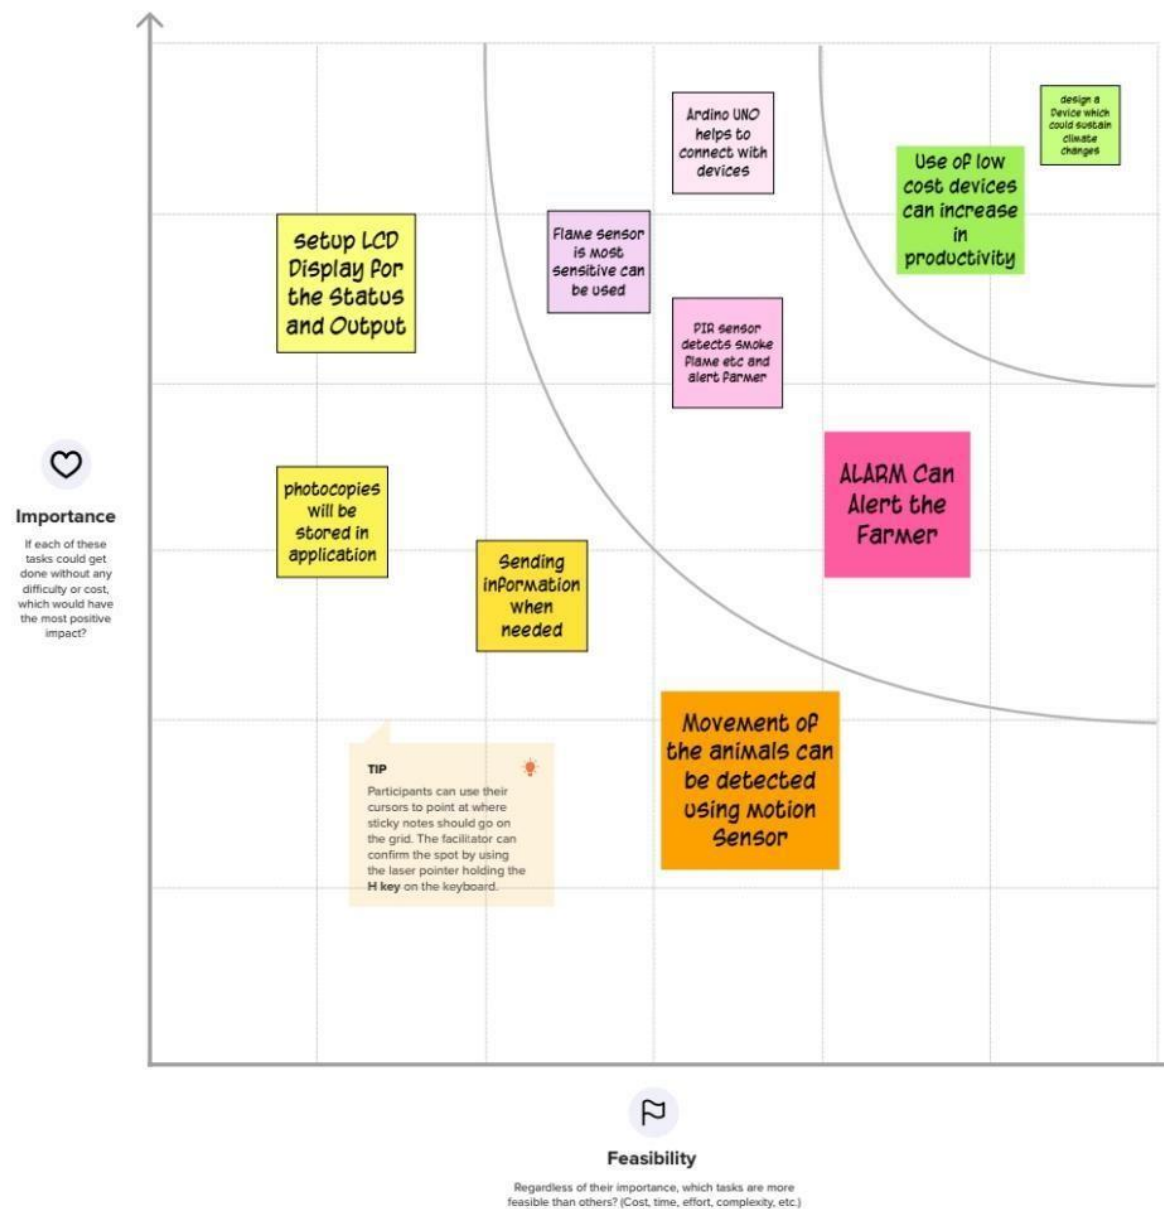 design a
Device which
could sustain
climate
changes
Ardino UNO
helps to
connect with
devices
Use of low
cost devices
can increase
in
productivity
Flame sensor
is most
sensitive can
be used
setup LCD
Display for
the Status
and Output
PIR sensor
detects smoke
flame etc and
alert farmer
ALARM Can
Alert the
Farmer
photocopies
will be
stored in
application
Importance
If each of these
tasks could get
done without any
difficulty or cost,
which would have
the most positive
impact?
Sending
information
when
needed
Movement of
the animals can
be detected
using motion
Sensor
TIP
Participants can use their
cursors to point at where
sticky notes should go on
the grid. The facilitator can
confirm the spot by using
the laser pointer holding the
H key on the keyboard.
Feasibility
Regardless of their importance, which tasks are more
feasible than others? (Cost, time, effort, complexity, etc.)